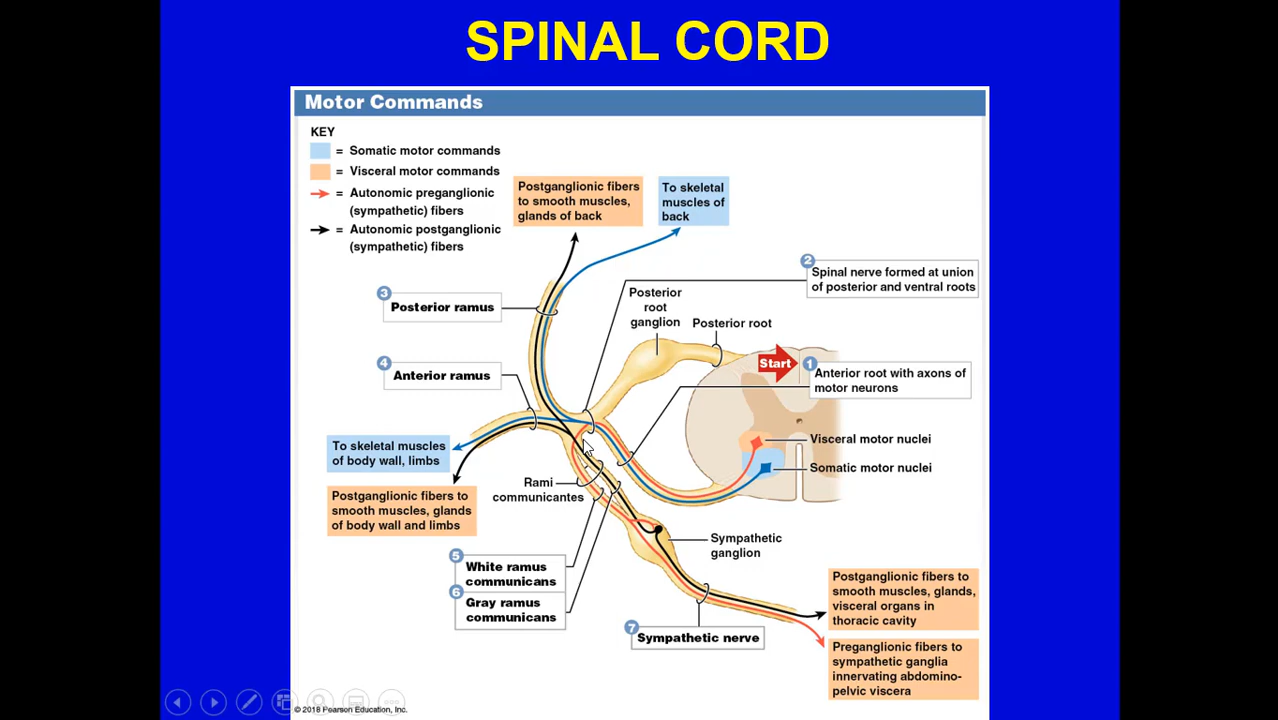 SPINAL CORD
Motor Commands
KEY
= Somatic motor commands
= Visceral motor commands
= Autonomic preganglionic
(sympathetic) fibers
= Autonomic postganglionic
(sympathetic) fibers
Postganglionic fibers
to smooth muscles,
glands of back
To skeletal
muscles of
back
2
Spinal nerve formed at union
of posterior and ventral roots
3
Posterior ramus
Posterior
root
ganglion
Posterior root
Start
1
Anterior root with axons of
motor neurons
4
Anterior ramus
To skeletal muscles
of body wall, limbs
Visceral motor nuclei
Somatic motor nuclei
Postganglionic fibers to
smooth muscles, glands
of body wall and limbs
Rami
communicantes
Sympathetic
ganglion
5
White ramus
communicans
6
Gray ramus
communicans
7
Sympathetic nerve
Postganglionic fibers to
smooth muscles, glands,
visceral organs in
thoracic cavity
Preganglionic fibers to
sympathetic ganglia
innervating abdomino-
pelvic viscera
© 2018 Pearson Education, Inc.